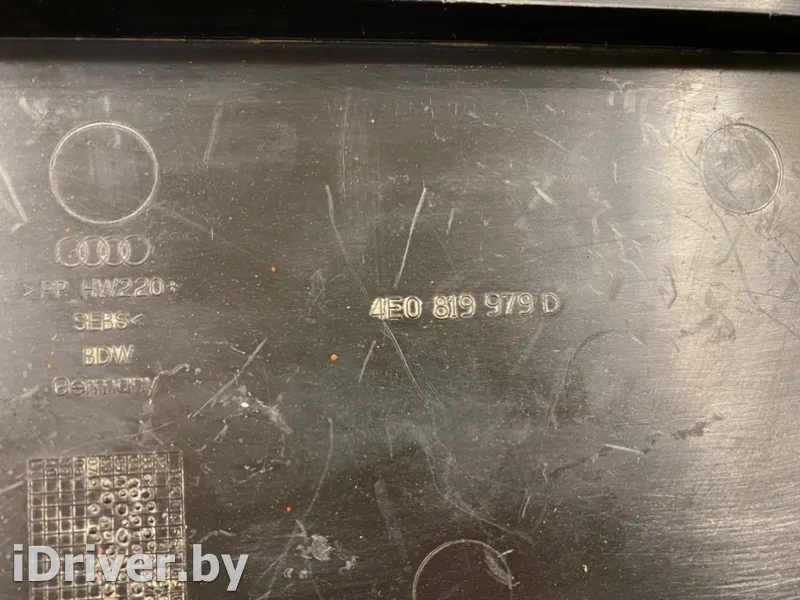 >PP HW220+
SEBS<
BDW
Germany
4E0 819 979 D
iDriver.by